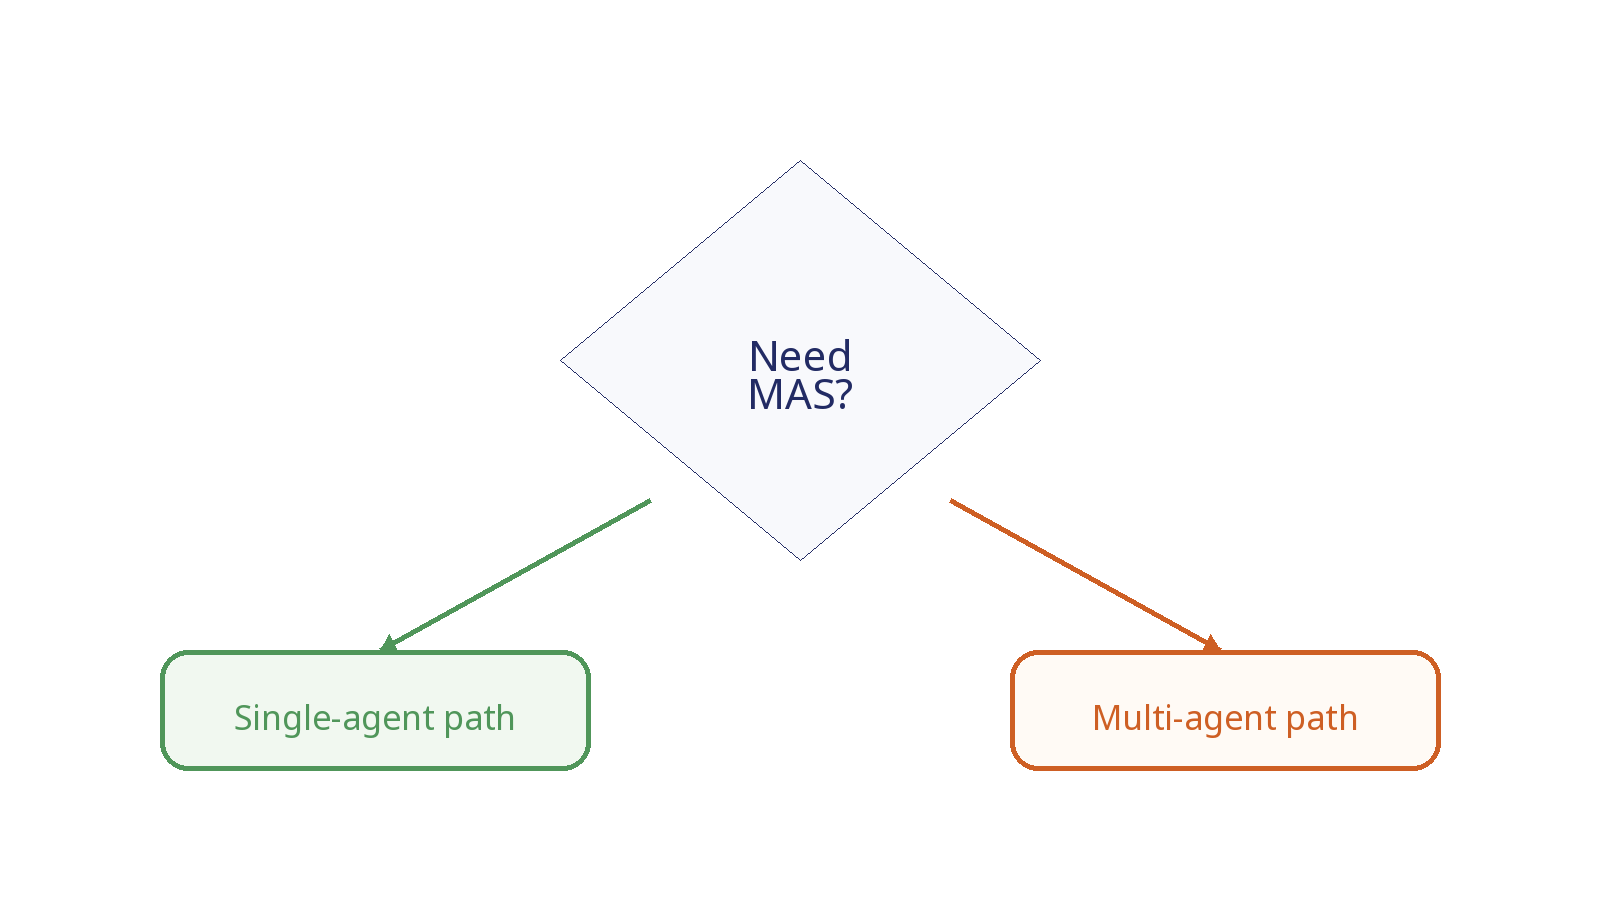 Need
MAS?
Single-agent path
Multi-agent path